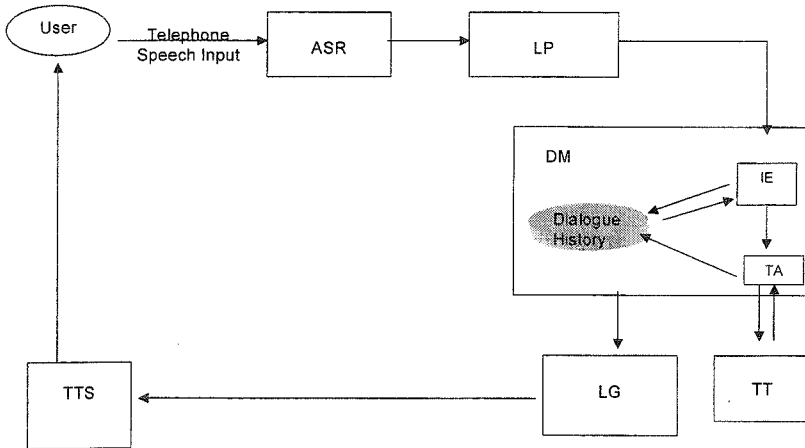 User
Telephone
Speech Input
ASR
LP
DM
IE
Dialogue
History
TA
TTS
LG
TT